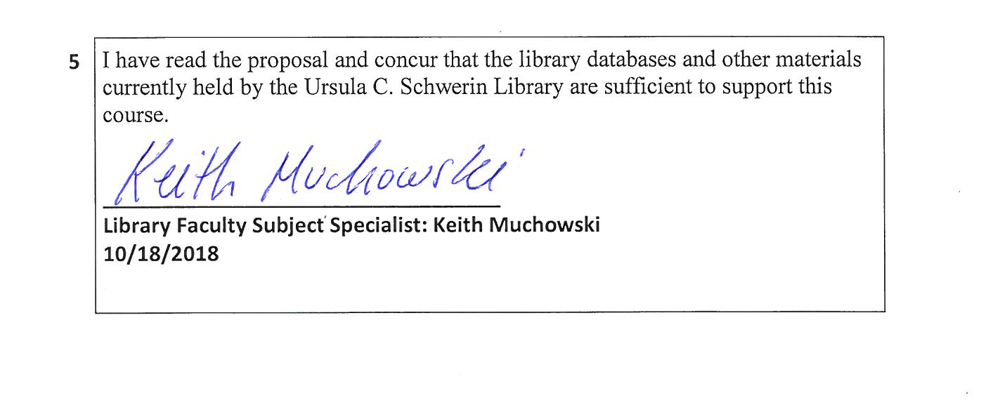 5 I have read the proposal and concur that the library databases and other materials
currently held by the Ursula C. Schwerin Library are sufficient to support this
course.
Keith Muchowski
Library Faculty Subject Specialist: Keith Muchowski
10/18/2018